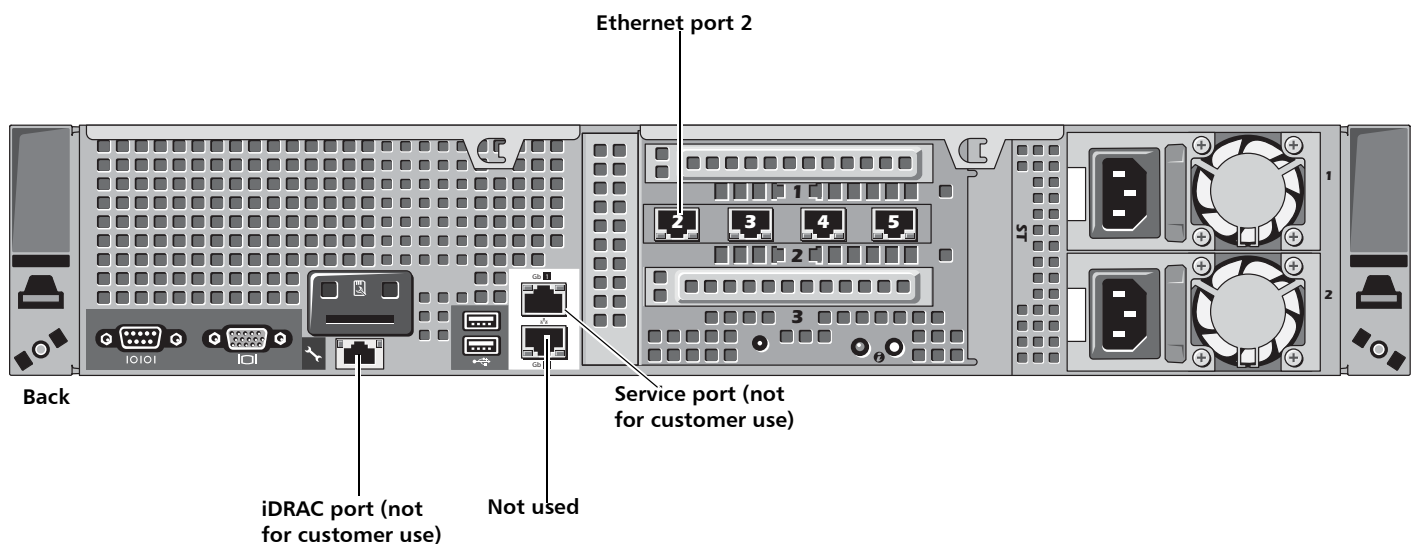 Ethernet port 2
1
1
2 3 4 5
ST
2
Gb 1
2
3
IOIOI
Gb
Back
Service port (not
for customer use)
iDRAC port (not
for customer use)
Not used